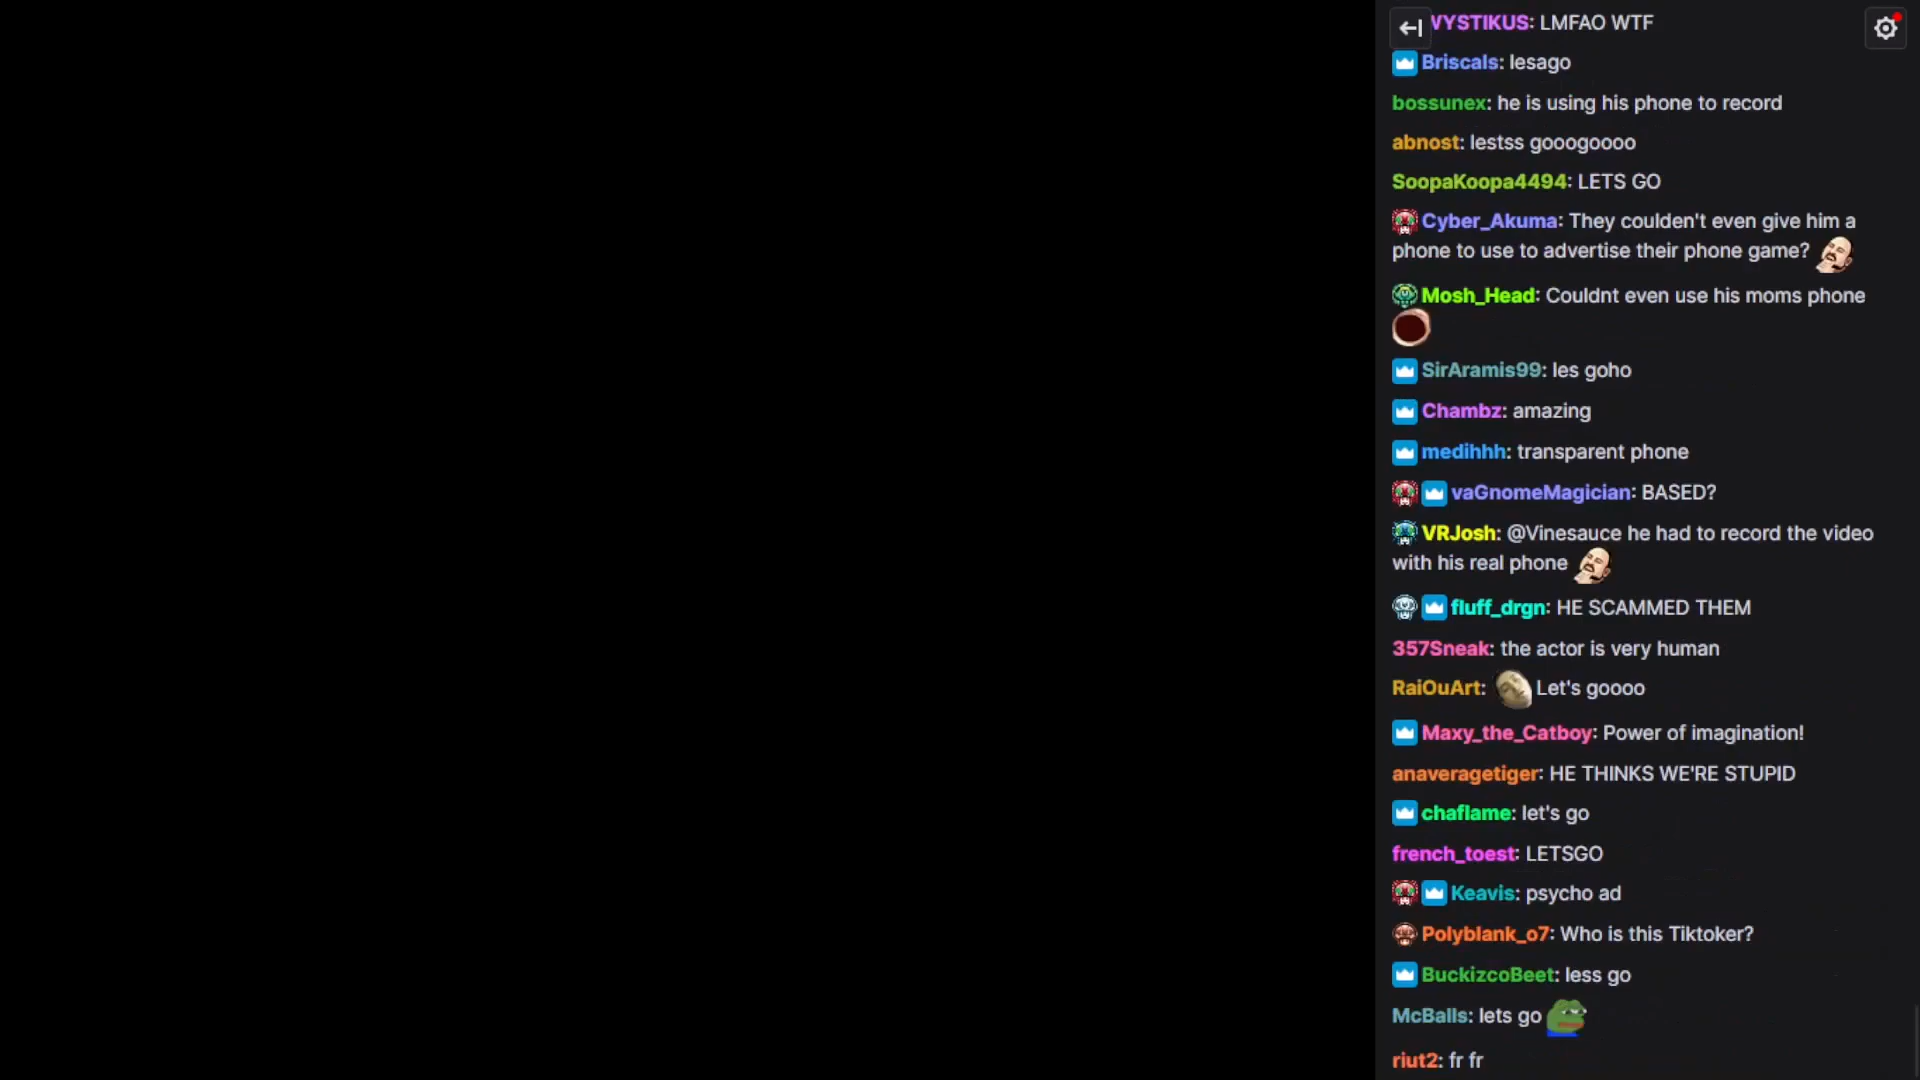 WYSTIKUS: LMFAO WTF
Briscals: lesago
bossunex: he is using his phone to record
abnost: lestss gooogoooo
SoopaKoopa4494: LETS GO
Cyber_Akuma: They coulden't even give him a
phone to use to advertise their phone game?
Mosh_Head: Couldnt even use his moms phone
SirAramis99: les goho
Chambz: amazing
medihhh: transparent phone
vaGnomeMagician: BASED?
VRJosh: @Vinesauce he had to record the video
with his real phone
fluff_drgn: HE SCAMMED THEM
357Sneak: the actor is very human
RaiOuArt: Let's goooo
Maxy_the_Catboy: Power of imagination!
anaveragetiger: HE THINKS WE'RE STUPID
chaflame: let's go
french_toest: LETSGO
Keavis: psycho ad
Polyblank_o7: Who is this Tiktoker?
BuckizcoBeet: less go
McBalls: lets go
riut2: fr fr